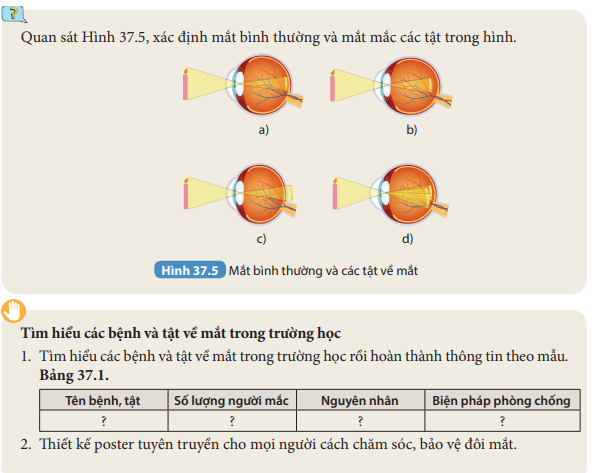 ?
Quan sát Hình 37.5, xác định mắt bình thường và mắt mắc các tật trong hình.
a)
b)
c)
d)
Hình 37.5 Mắt bình thường và các tật về mắt
Tìm hiểu các bệnh và tật về mắt trong trường học
1. Tìm hiểu các bệnh và tật về mắt trong trường học rồi hoàn thành thông tin theo mẫu.
Bảng 37.1.
Tên bệnh, tật Số lượng người mắc Nguyên nhân Biện pháp phòng chống
? ? ? ?
2. Thiết kế poster tuyên truyền cho mọi người cách chăm sóc, bảo vệ đôi mắt.